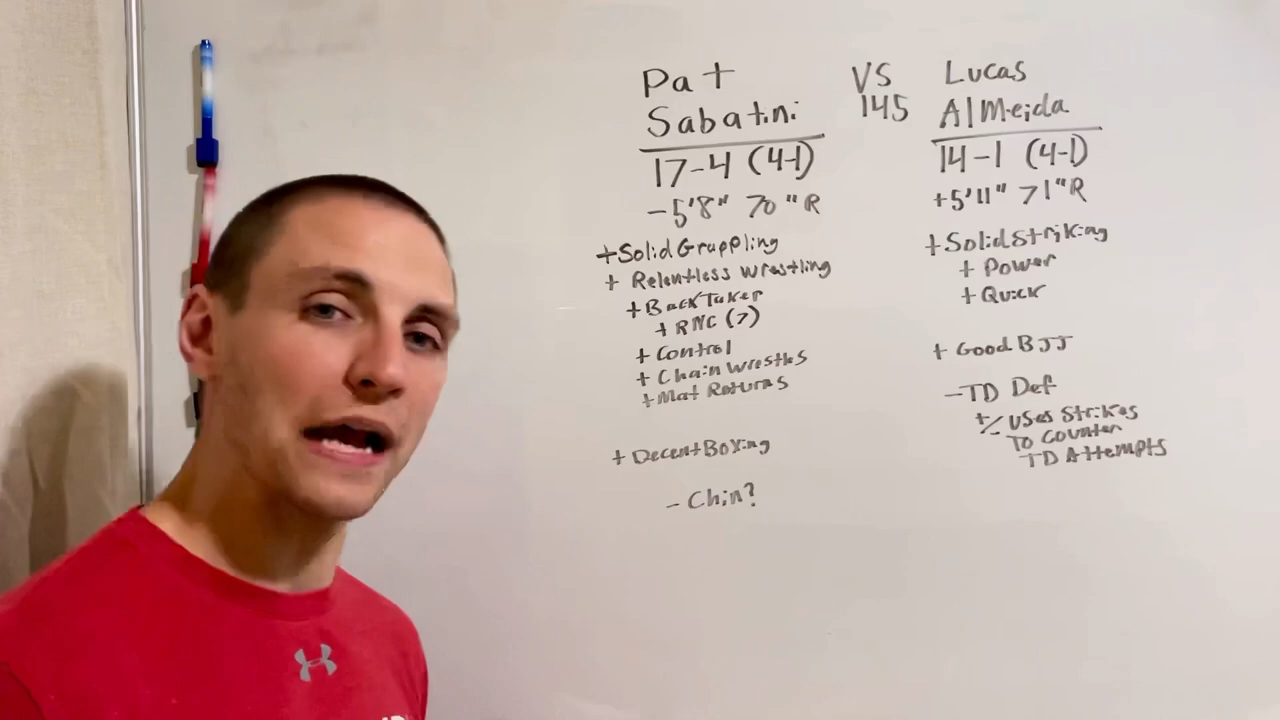 Pat
Sabatini
17-4 (4-1)
-5'8" 70"R
+Solid Grappling
+ Relentless Wrestling
+ Back Taker
+ RNC (7)
+ Control
+ Chain Wrestles
+ Mat Returns
+ Decent Boxing
- Chin?
VS
145
Lucas
AlMeida
14-1 (4-1)
+5'11" 71"R
+Solid Striking
+ Power
+ Quick
+ Good BJJ
-TD Def
+/- Uses Strikes
To Counter
TD Attempts